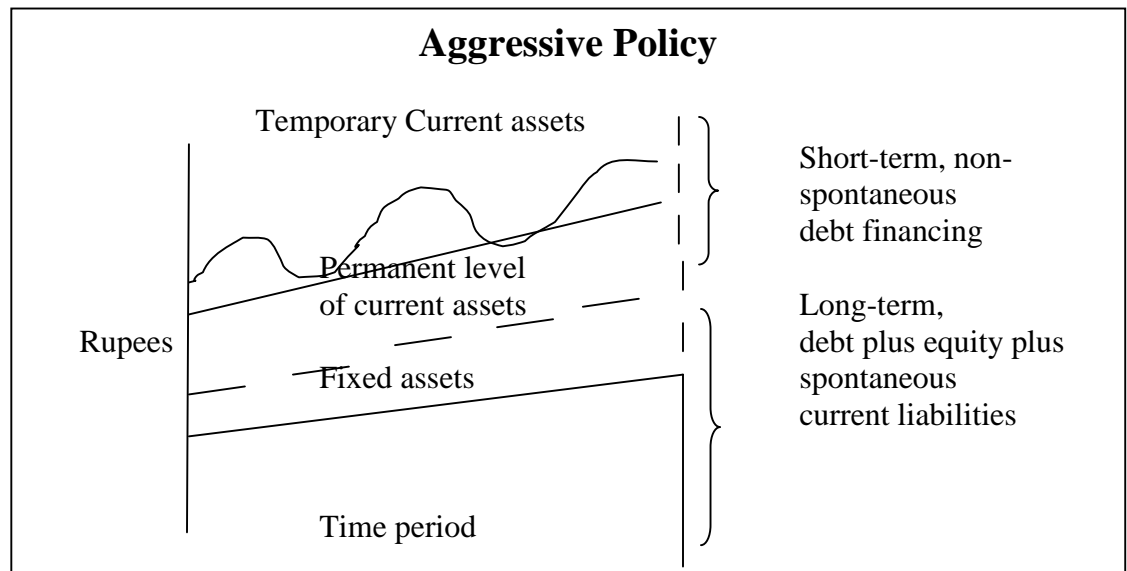 Aggressive Policy
Temporary Current assets
Short-term, non-
spontaneous
debt financing
Permanent level
of current assets
Long-term,
debt plus equity plus
spontaneous
current liabilities
Rupees
Fixed assets
Time period